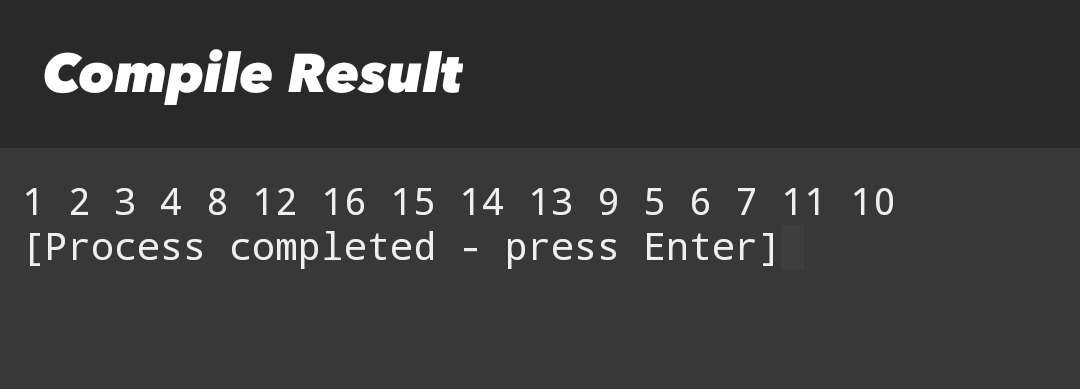 Compile Result
1 2 3 4 8 12 16 15 14 13 9 5 6 7 11 10
[Process completed - press Enter]